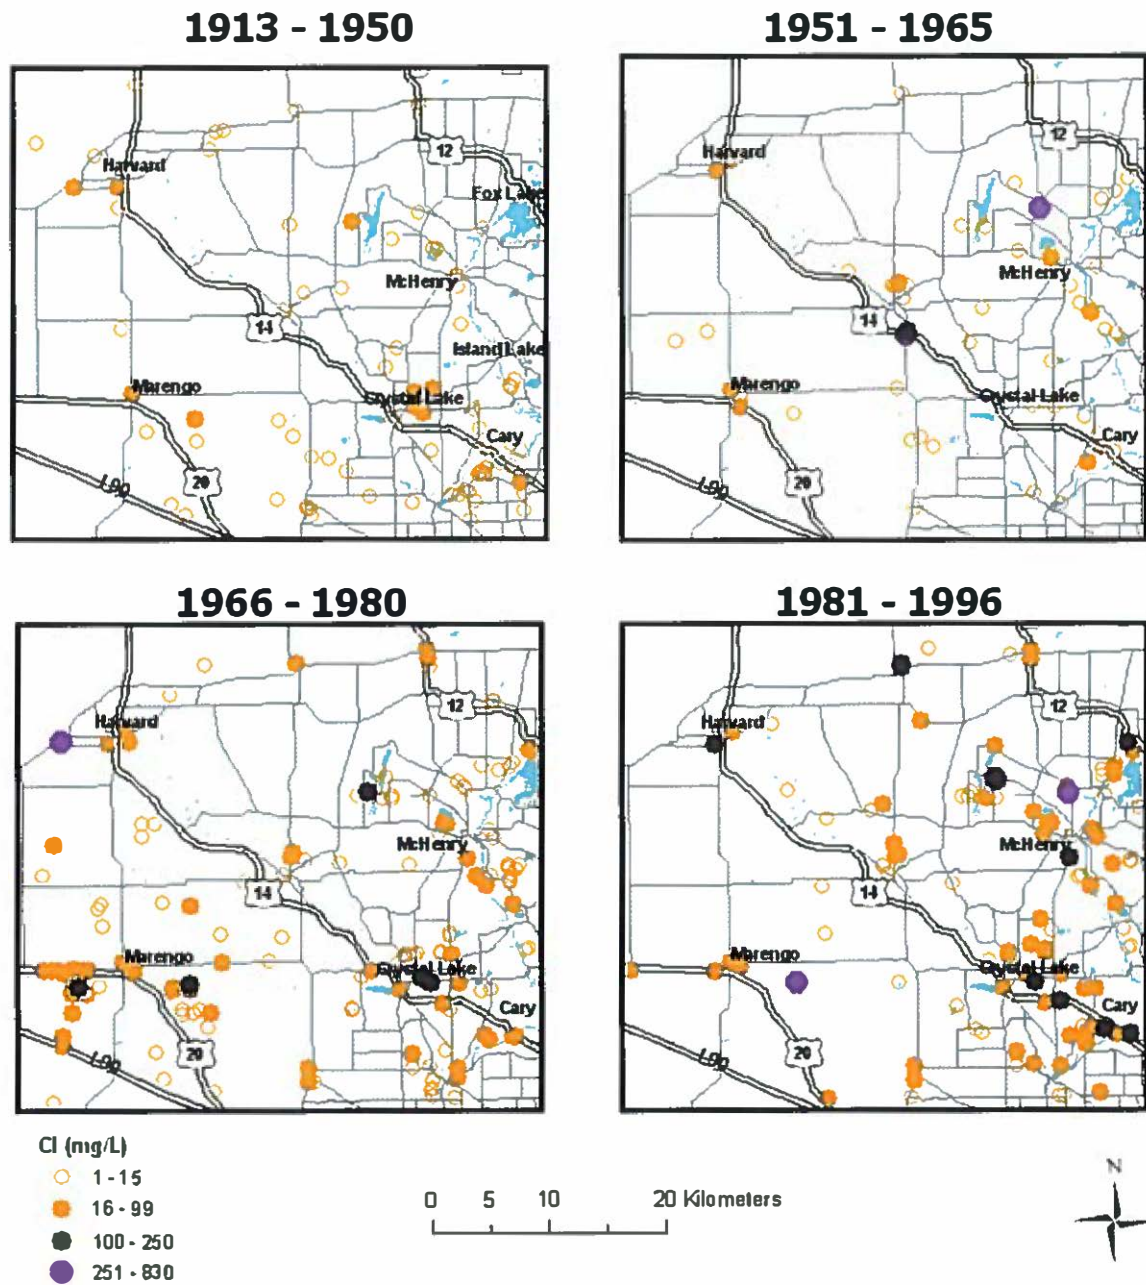 1913 - 1950
1951 - 1965
12
Harvard
Fox Lake
McHenry
14
Island Lake
Marengo
Crystal Lake
Cary
20
I-90
12
Harvard
McHenry
14
Marengo
Crystal Lake
Cary
20
I-90
1966 - 1980
1981 - 1996
12
Harvard
McHenry
14
Marengo
Crystal Lake
Cary
20
I-90
12
Harvard
McHenry
14
Marengo
Crystal Lake
Cary
20
I-90
Cl (mg/L)
1 - 15
16 - 99
100 - 250
251 - 830
0 5 10 20 Kilometers
N